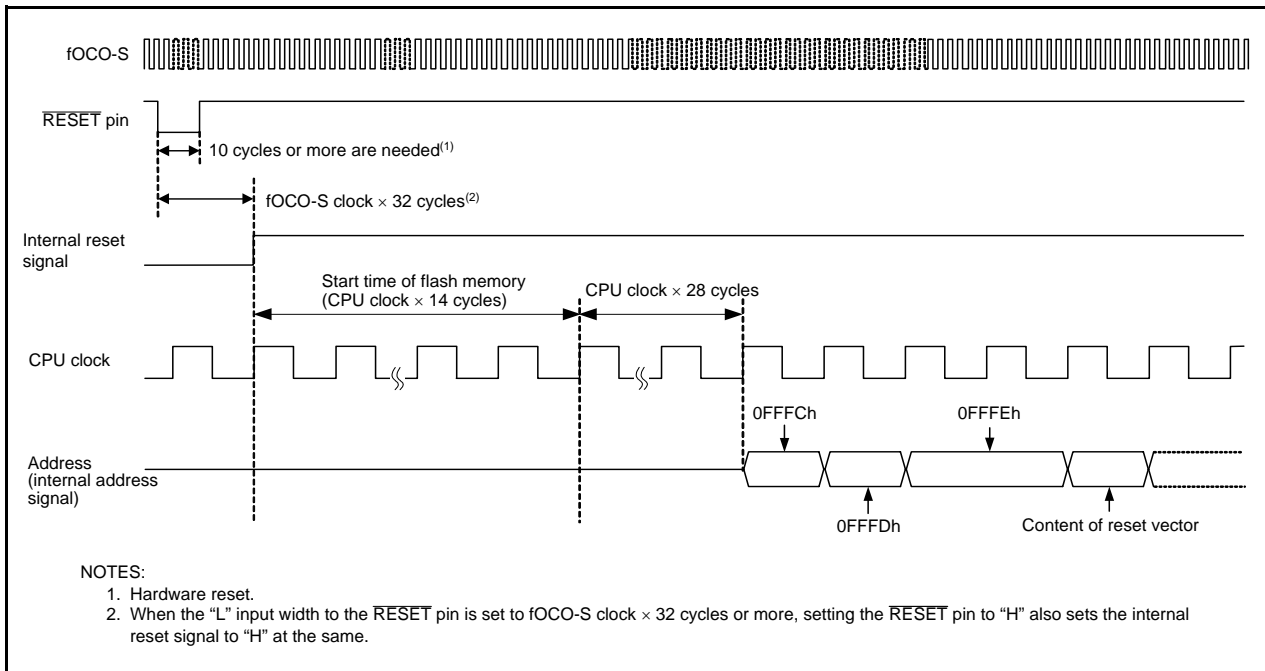 fOCO-S
RESET pin
10 cycles or more are needed(1)
fOCO-S clock × 32 cycles(2)
Internal reset
signal
Start time of flash memory
(CPU clock × 14 cycles)
CPU clock × 28 cycles
CPU clock
0FFFCh
0FFFEh
Address
(internal address
signal)
0FFFDh
Content of reset vector
NOTES:
1. Hardware reset.
2. When the “L” input width to the RESET pin is set to fOCO-S clock × 32 cycles or more, setting the RESET pin to “H” also sets the internal
reset signal to “H” at the same.